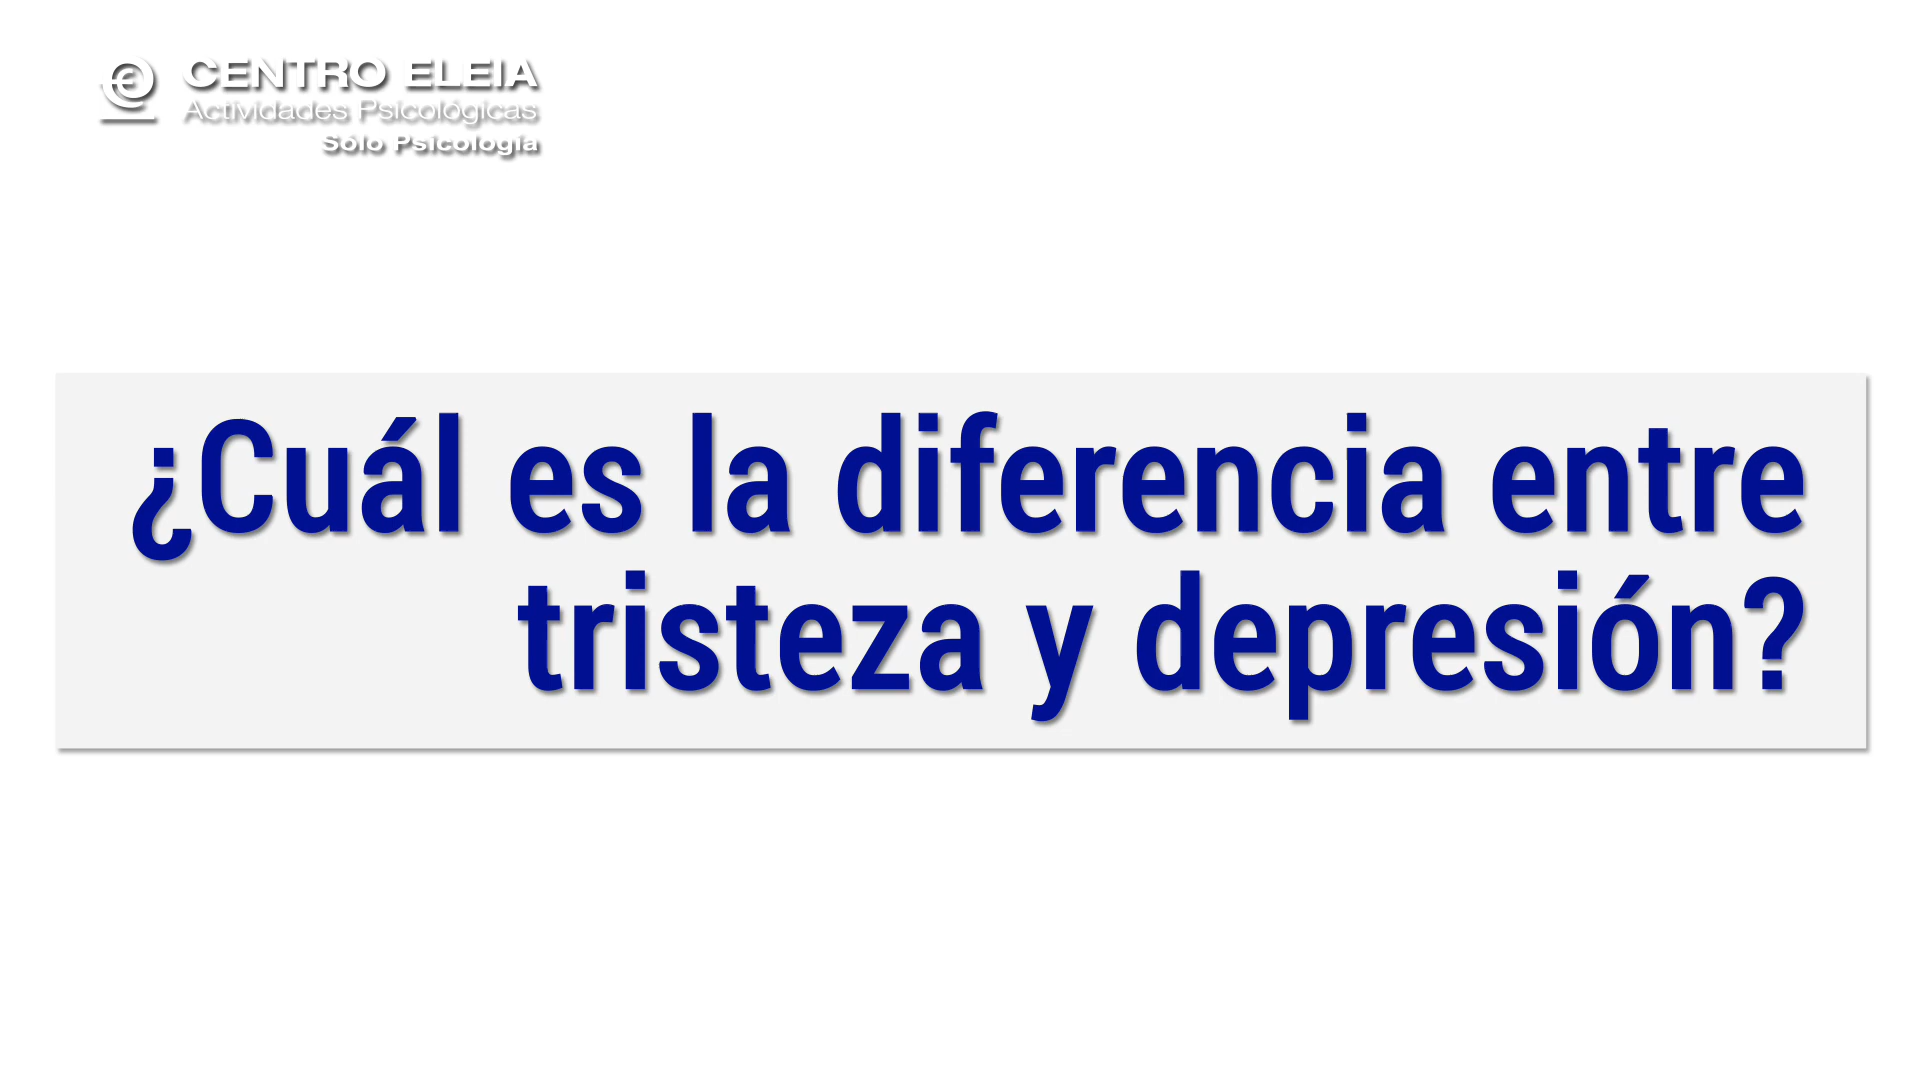 CENTRO ELEIA
Actividades Psicológicas
Sólo Psicología
¿Cuál es la diferencia entre
tristeza y depresión?